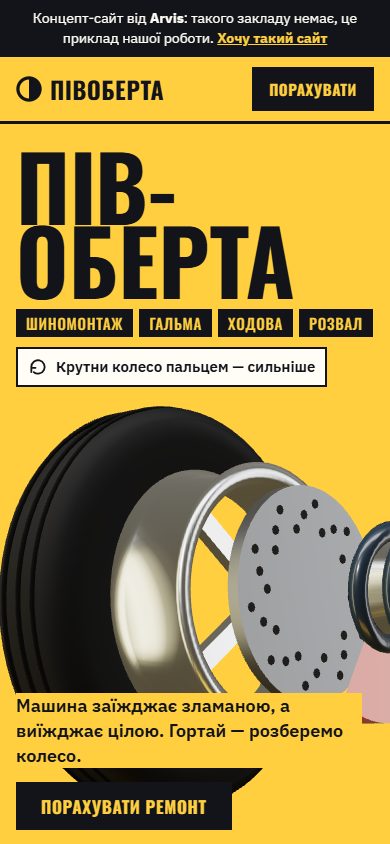 Концепт-сайт від Arvis: такого закладу немає, це
приклад нашої роботи. Хочу такий сайт
ПІВОБЕРТА
ПОРАХУВАТИ
ПІВ-
ОБЕРТА
ШИНОМОНТАЖ ГАЛЬМА ХОДОВА РОЗВАЛ
Крутни колесо пальцем — сильніше
Машина заїжджає зламаною, а
виїжджає цілою. Гортай — розберемо
колесо.
ПОРАХУВАТИ РЕМОНТ